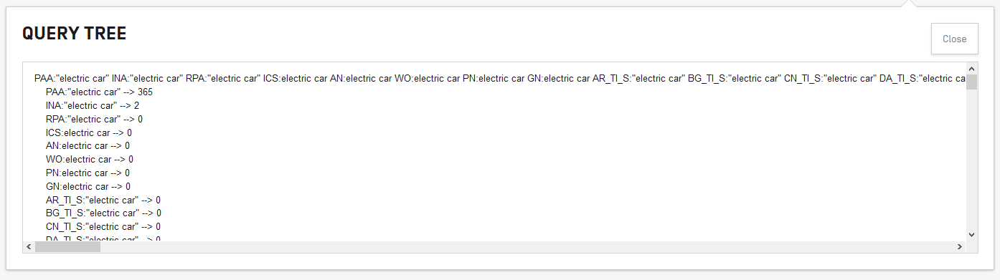 QUERY TREE
Close
PAA:"electric car" INA:"electric car" RPA:"electric car" ICS:electric car AN:electric car WO:electric car PN:electric car GN:electric car AR_TI_S:"electric car" BG_TI_S:"electric car" CN_TI_S:"electric car" DA_TI_S:"electric ca
PAA:"electric car" --> 365
INA:"electric car" --> 2
RPA:"electric car" --> 0
ICS:electric car --> 0
AN:electric car --> 0
WO:electric car --> 0
PN:electric car --> 0
GN:electric car --> 0
AR_TI_S:"electric car" --> 0
BG_TI_S:"electric car" --> 0
CN_TI_S:"electric car" --> 0
DA_TI_S:"electric car" --> 0